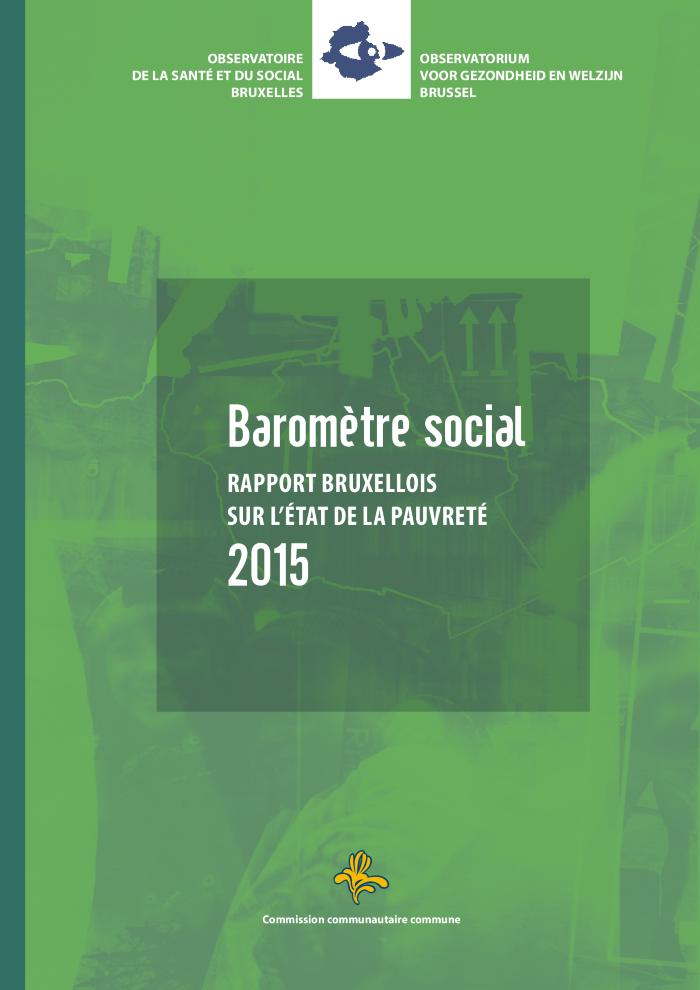 OBSERVATOIRE
DE LA SANTÉ ET DU SOCIAL
BRUXELLES
OBSERVATORIUM
VOOR GEZONDHEID EN WELZIJN
BRUSSEL
Baromètre social
RAPPORT BRUXELLOIS
SUR L'ÉTAT DE LA PAUVRETÉ
2015
Commission communautaire commune